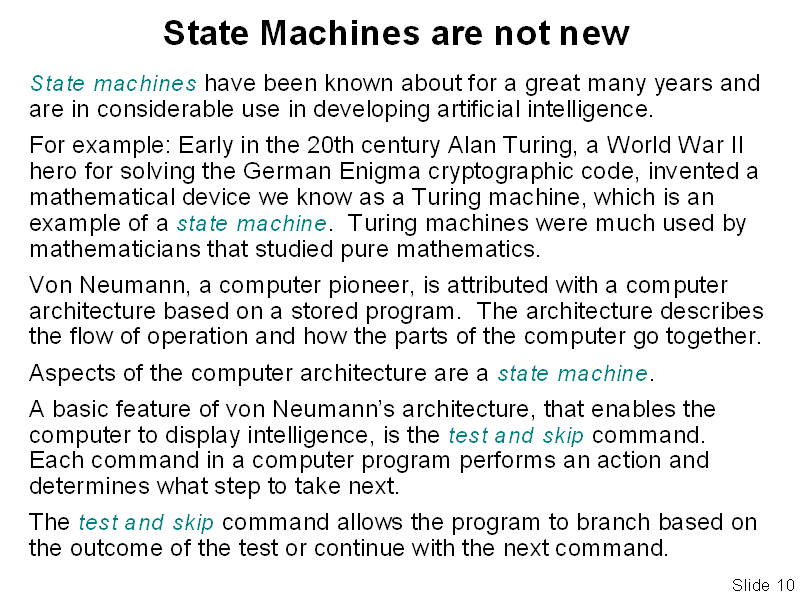 State Machines are not new
State machines have been known about for a great many years and
are in considerable use in developing artificial intelligence.
For example: Early in the 20th century Alan Turing, a World War II
hero for solving the German Enigma cryptographic code, invented a
mathematical device we know as a Turing machine, which is an
example of a state machine.  Turing machines were much used by
mathematicians that studied pure mathematics.
Von Neumann, a computer pioneer, is attributed with a computer
architecture based on a stored program.  The architecture describes
the flow of operation and how the parts of the computer go together.
Aspects of the computer architecture are a state machine.
A basic feature of von Neumann’s architecture, that enables the
computer to display intelligence, is the test and skip command.
Each command in a computer program performs an action and
determines what step to take next.
The test and skip command allows the program to branch based on
the outcome of the test or continue with the next command.
Slide 10